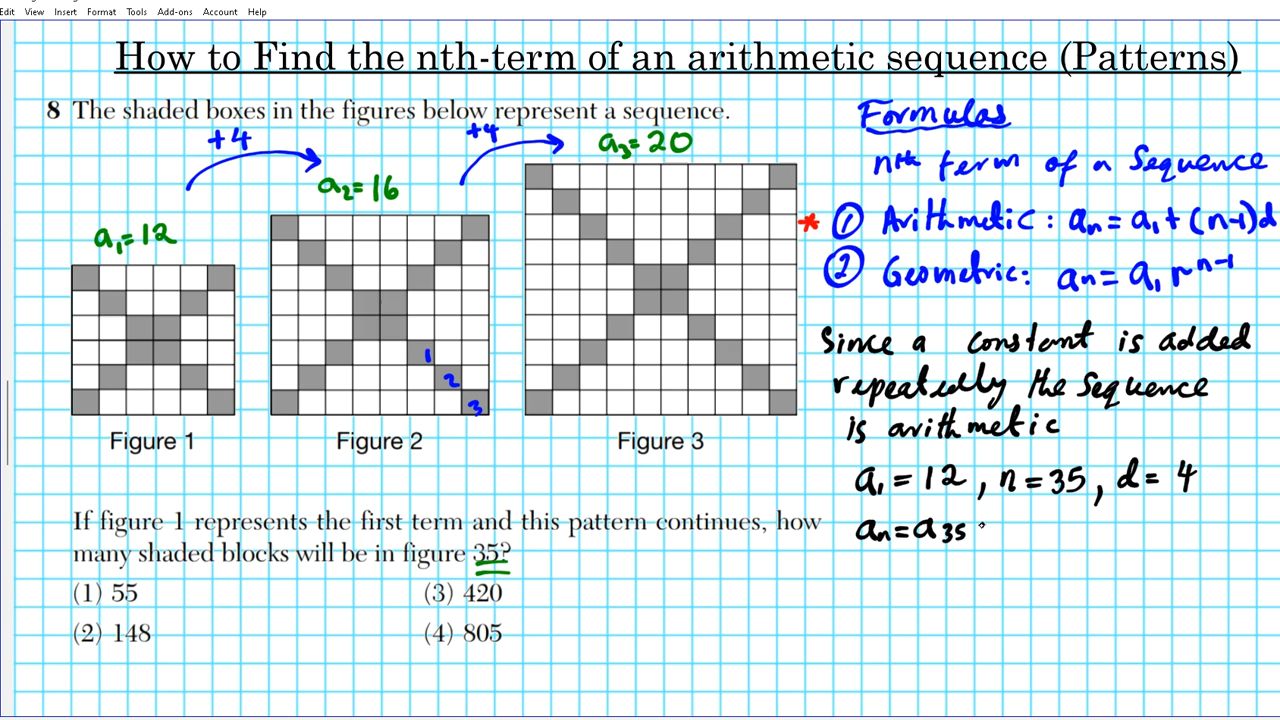 Edit View Insert Format Tools Add-ons Account Help
How to Find the nth-term of an arithmetic sequence (Patterns)
8 The shaded boxes in the figures below represent a sequence.
+4
+4
a₁=12
a₂=16
a₃=20
1
2
3
Figure 1
Figure 2
Figure 3
If figure 1 represents the first term and this pattern continues, how
many shaded blocks will be in figure 35?
(1) 55
(3) 420
(2) 148
(4) 805
Formulas
nᵗʰ term of a Sequence
* ① Arithmetic: aₙ = a₁ + (n-1)d
② Geometric: aₙ = a₁ rⁿ⁻¹
Since a constant is added
repeatedly the sequence
is arithmetic
a₁ = 12, n = 35, d = 4
aₙ = a₃₅